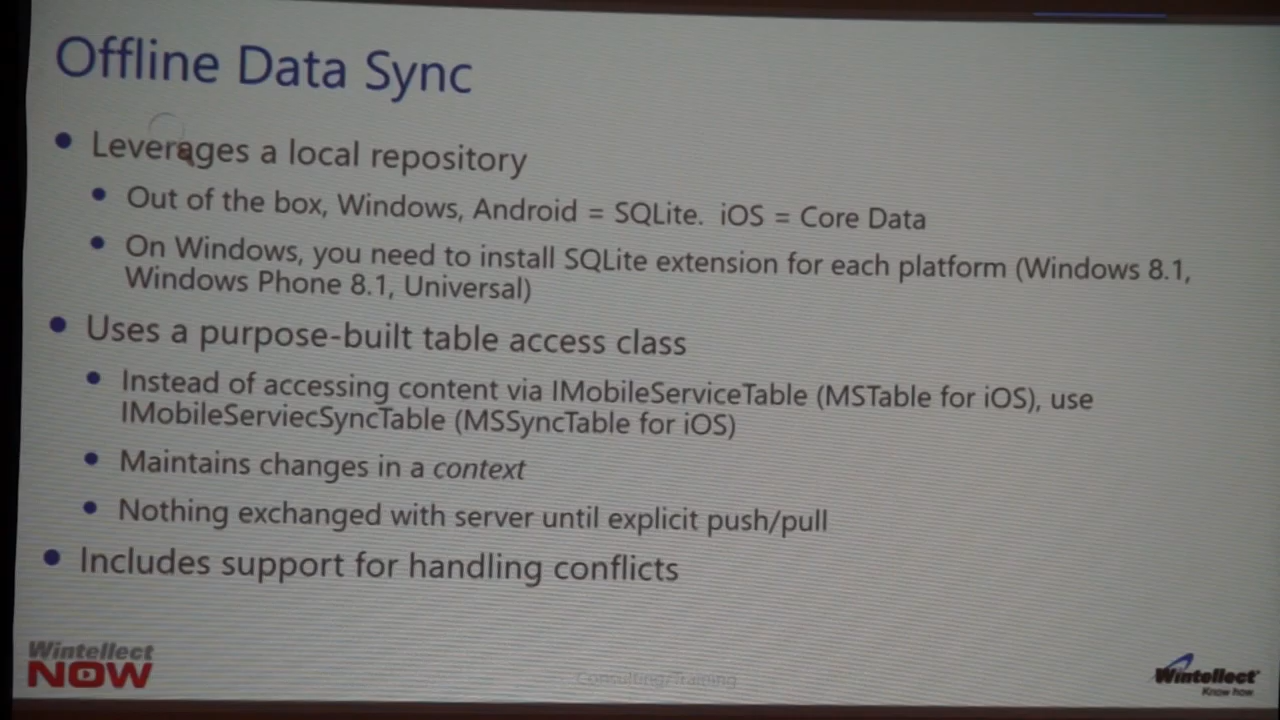 Offline Data Sync
Leverages a local repository
Out of the box, Windows, Android = SQLite. iOS = Core Data
On Windows, you need to install SQLite extension for each platform (Windows 8.1,
Windows Phone 8.1, Universal)
Uses a purpose-built table access class
Instead of accessing content via IMobileServiceTable (MSTable for iOS), use
IMobileServiecSyncTable (MSSyncTable for iOS)
Maintains changes in a context
Nothing exchanged with server until explicit push/pull
Includes support for handling conflicts
Wintellect
NOW
Consulting/Training
Wintellect
Know how